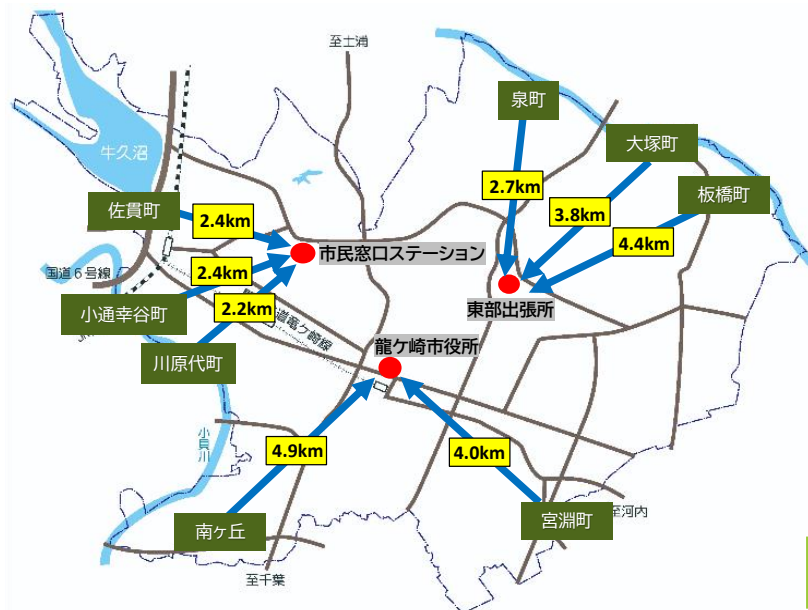 至土浦
泉町
大塚町
牛久沼
2.7km
板橋町
佐貫町
3.8km
2.4km
4.4km
市民窓口ステーション
国道6号線
2.4km
東部出張所
小通幸谷町
2.2km
竜ケ崎線
龍ケ崎市役所
川原代町
小貝川
4.9km
4.0km
南ヶ丘
宮淵町
至河内
至千葉